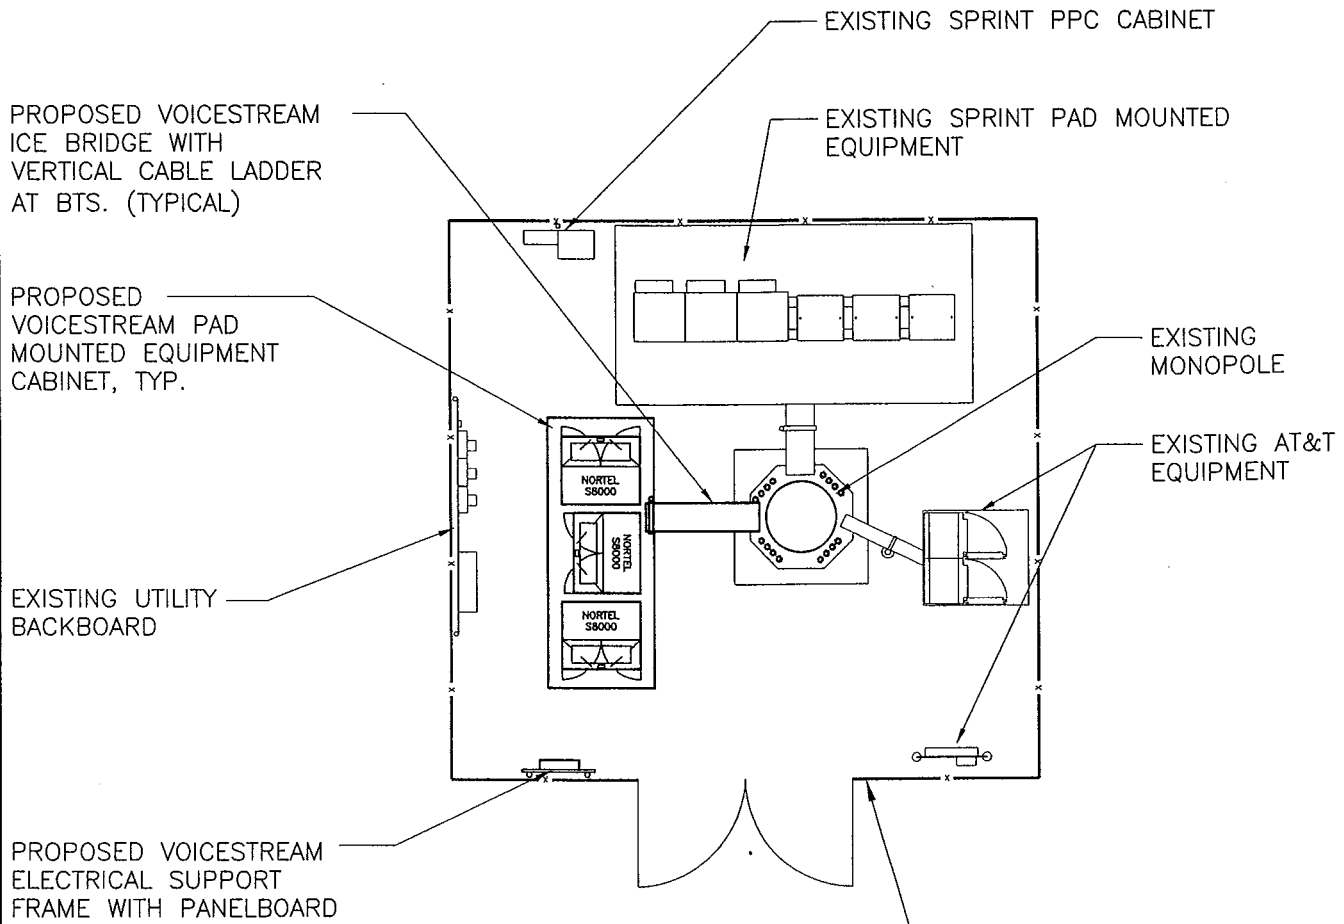 EXISTING SPRINT PPC CABINET
PROPOSED VOICESTREAM
ICE BRIDGE WITH
VERTICAL CABLE LADDER
AT BTS. (TYPICAL)
EXISTING SPRINT PAD MOUNTED
EQUIPMENT
PROPOSED
VOICESTREAM PAD
MOUNTED EQUIPMENT
CABINET, TYP.
EXISTING
MONOPOLE
EXISTING AT&T
EQUIPMENT
NORTEL
S8000
NORTEL
S8000
NORTEL
S8000
EXISTING UTILITY
BACKBOARD
PROPOSED VOICESTREAM
ELECTRICAL SUPPORT
FRAME WITH PANELBOARD